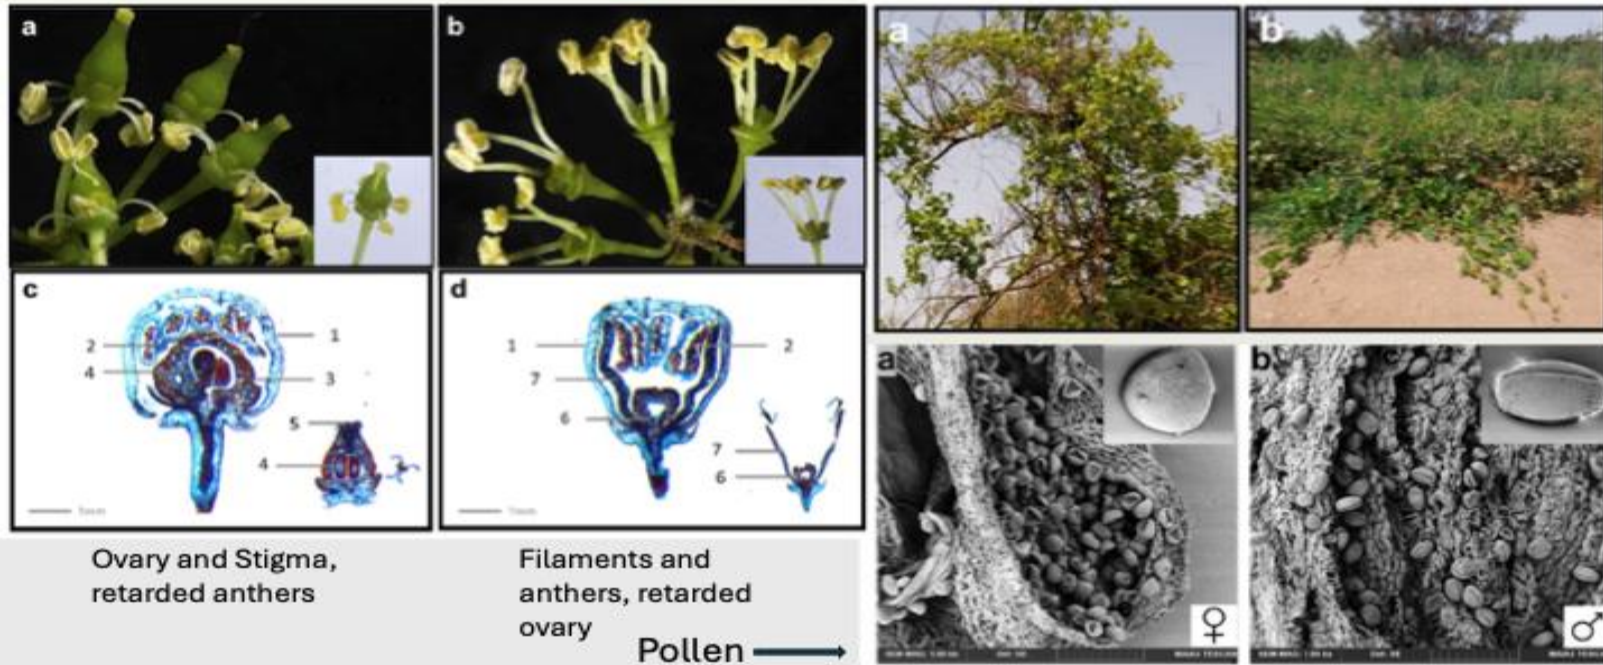 a
b
a
b
c
1
2
4
3
5
4
d
1
2
7
6
7
6
a
♀
b
♂
Ovary and Stigma,
retarded anthers
Filaments and
anthers, retarded
ovary
Pollen